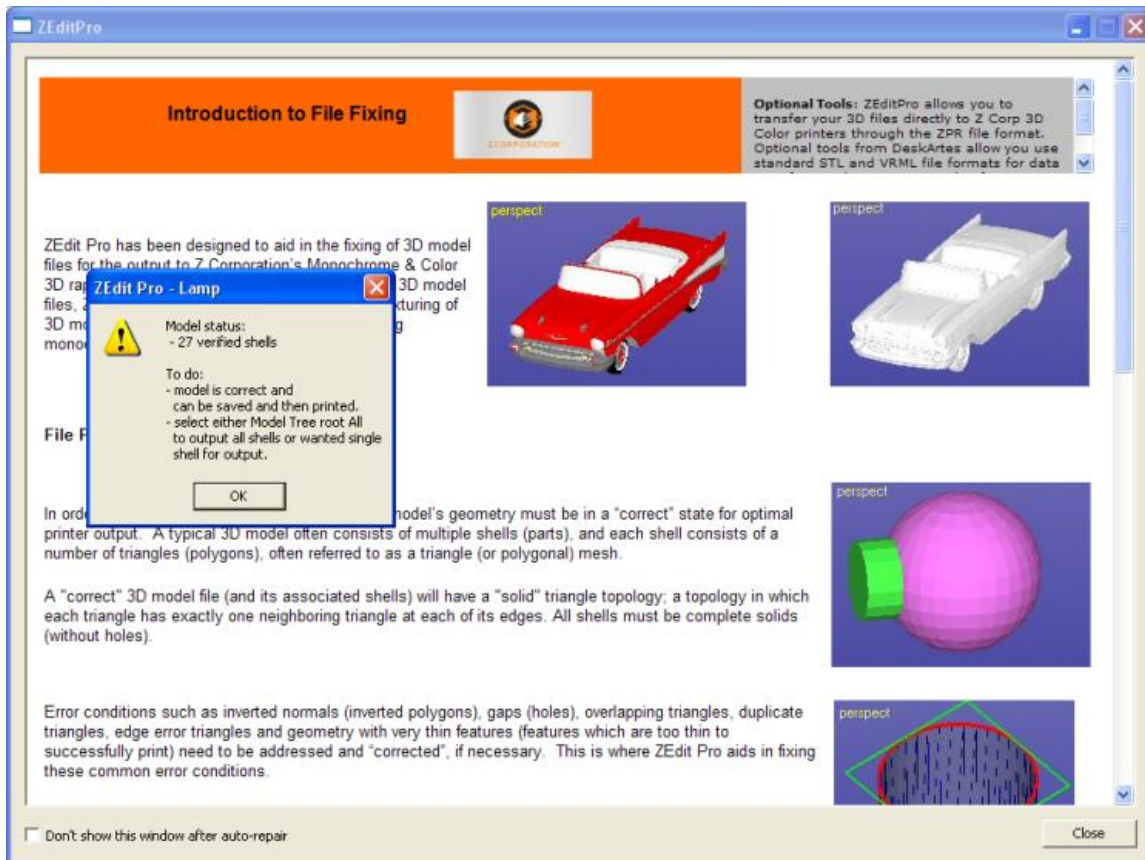 ZEditPro
Introduction to File Fixing
ZCORPORATION
Optional Tools: ZEditPro allows you to
transfer your 3D files directly to Z Corp 3D
Color printers through the ZPR file format.
Optional tools from DeskArtes allow you use
standard STL and VRML file formats for data
perspect
perspect
ZEdit Pro has been designed to aid in the fixing of 3D model
files for the output to Z Corporation's Monochrome & Color
3D
3D model
files,
xturing of
3D
mono
ZEdit Pro - Lamp
Model status:
- 27 verified shells
To do:
- model is correct and
can be saved and then printed.
- select either Model Tree root All
to output all shells or wanted single
shell for output.
OK
File F
perspect
In
model's geometry must be in a "correct" state for optimal
printer output. A typical 3D model often consists of multiple shells (parts), and each shell consists of a
number of triangles (polygons), often referred to as a triangle (or polygonal) mesh.
A "correct" 3D model file (and its associated shells) will have a "solid" triangle topology; a topology in which
each triangle has exactly one neighboring triangle at each of its edges. All shells must be complete solids
(without holes).
Error conditions such as inverted normals (inverted polygons), gaps (holes), overlapping triangles, duplicate
triangles, edge error triangles and geometry with very thin features (features which are too thin to
successfully print) need to be addressed and "corrected", if necessary. This is where ZEdit Pro aids in fixing
these common error conditions.
perspect
Don't show this window after auto-repair
Close